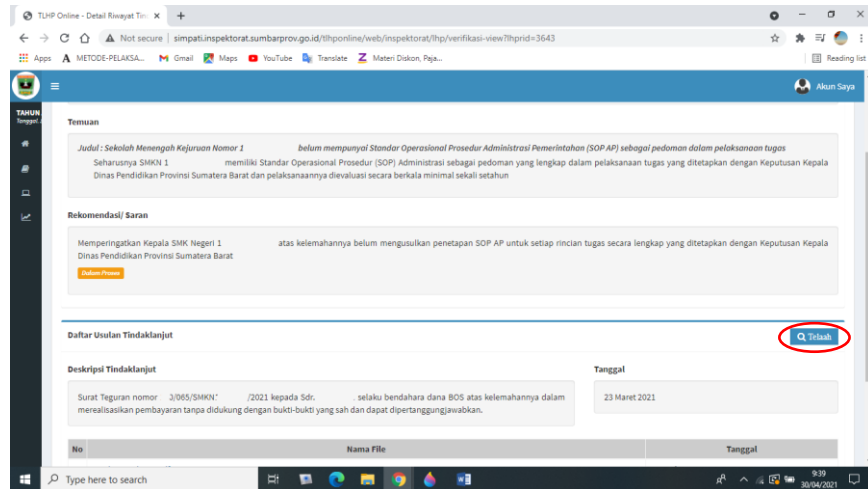 TLHP Online - Detail Riwayat Tin
Not secure | simpati.inspektorat.sumbarprov.go.id/tlhponline/web/inspektorat/lhp/verifikasi-view?lhprid=3643
Apps METODE-PELAKSA... Gmail Maps YouTube Translate Materi Diskon, Paja... Reading list
Akun Saya
TAHUN
Tanggal,
Temuan
Judul : Sekolah Menengah Kejuruan Nomor 1 belum mempunyai Standar Operasional Prosedur Administrasi Pemerintahan (SOP AP) sebagai pedoman dalam pelaksanaan tugas
Seharusnya SMKN 1 memiliki Standar Operasional Prosedur (SOP) Administrasi sebagai pedoman yang lengkap dalam pelaksanaan tugas yang ditetapkan dengan Keputusan Kepala
Dinas Pendidikan Provinsi Sumatera Barat dan pelaksanaannya dievaluasi secara berkala minimal sekali setahun
Rekomendasi/ Saran
Memperingatkan Kepala SMK Negeri 1 atas kelemahannya belum mengusulkan penetapan SOP AP untuk setiap rincian tugas secara lengkap yang ditetapkan dengan Keputusan Kepala
Dinas Pendidikan Provinsi Sumatera Barat
Dalam Proses
Daftar Usulan Tindaklanjut
Telaah
Deskripsi Tindaklanjut Tanggal
Surat Teguran nomor /065/SMKN. /2021 kepada Sdr. . selaku bendahara dana BOS atas kelemahannya dalam
merealisasikan pembayaran tanpa didukung dengan bukti-bukti yang sah dan dapat dipertanggungjawabkan.
23 Maret 2021
No Nama File Tanggal
Type here to search
9:39
30/04/2021